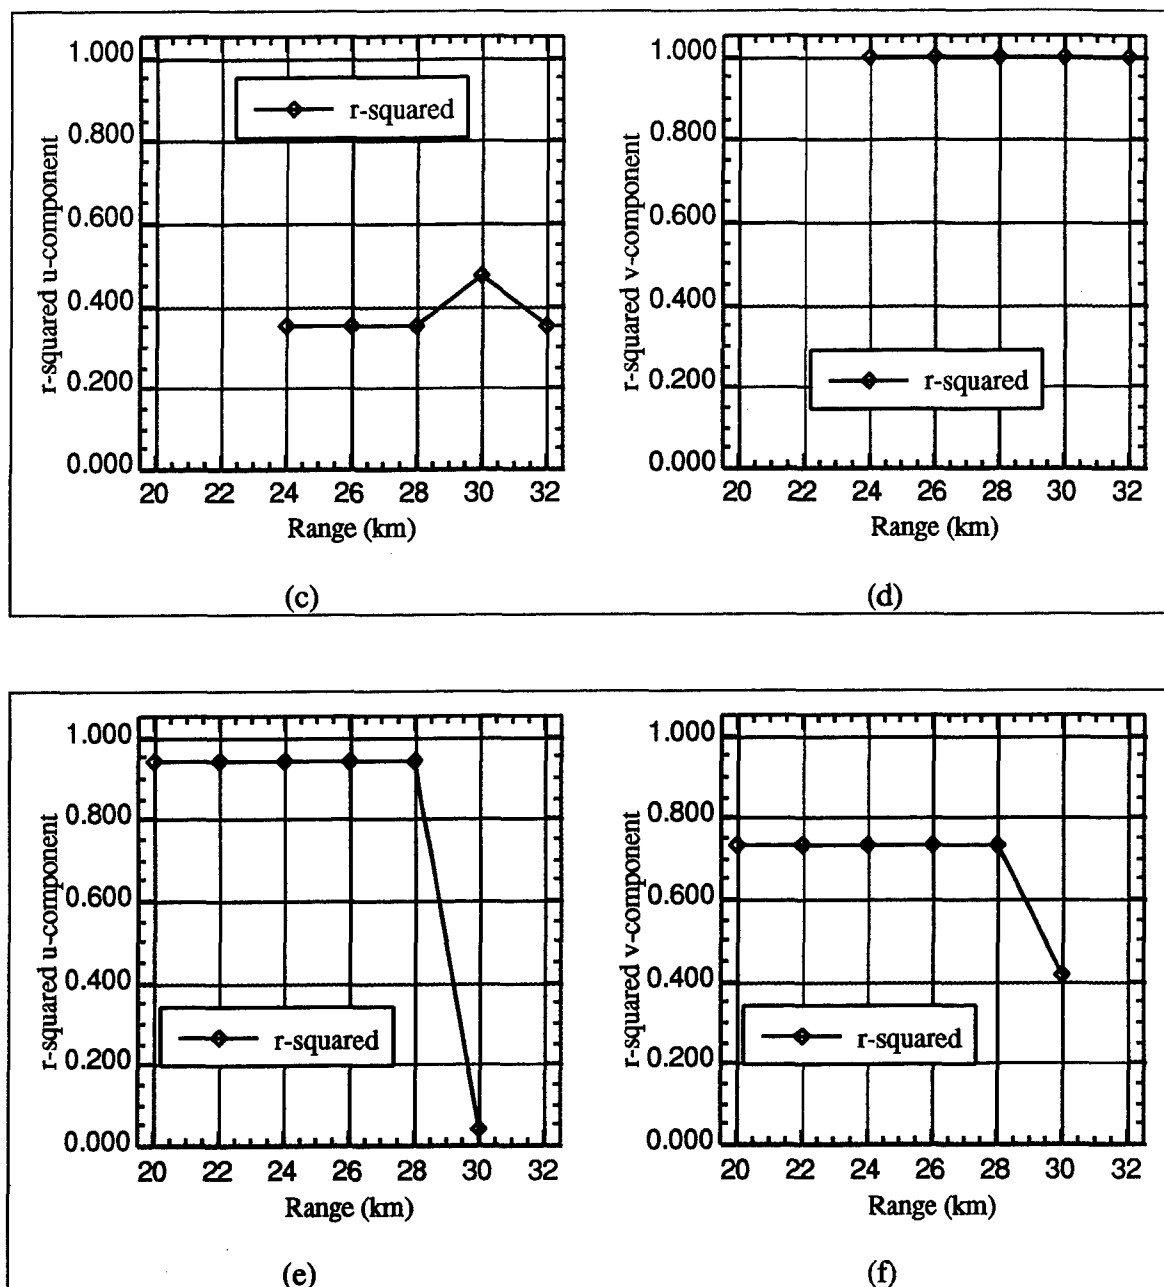 1.000
0.800
0.600
0.400
0.200
0.000
r-squared u-component
r-squared
20 22 24 26 28 30 32
Range (km)
(c)
1.000
0.800
0.600
0.400
0.200
0.000
r-squared v-component
r-squared
20 22 24 26 28 30 32
Range (km)
(d)
1.000
0.800
0.600
0.400
0.200
0.000
r-squared u-component
r-squared
20 22 24 26 28 30 32
Range (km)
(e)
1.000
0.800
0.600
0.400
0.200
0.000
r-squared v-component
r-squared
20 22 24 26 28 30 32
Range (km)
(f)